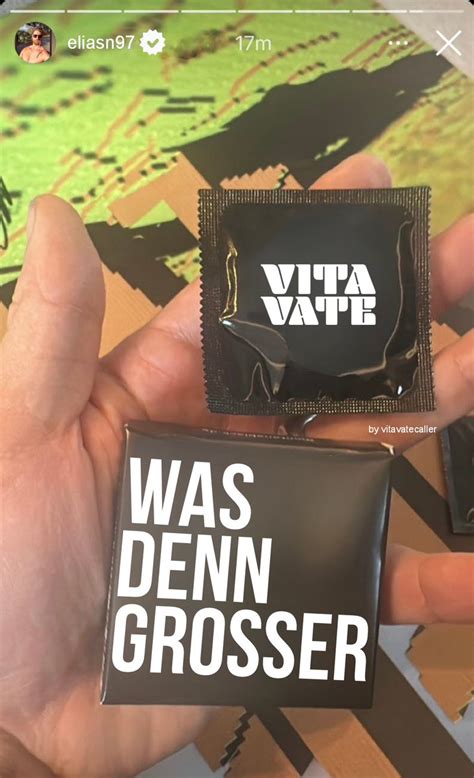 eliasn97 17m
VITA
VATE
by vitavatecaller
WAS
DENN
GROSSER